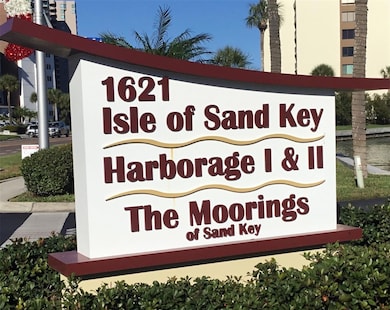 1621
Isle of Sand Key
Harborage I & II
The Moorings
of Sand Key